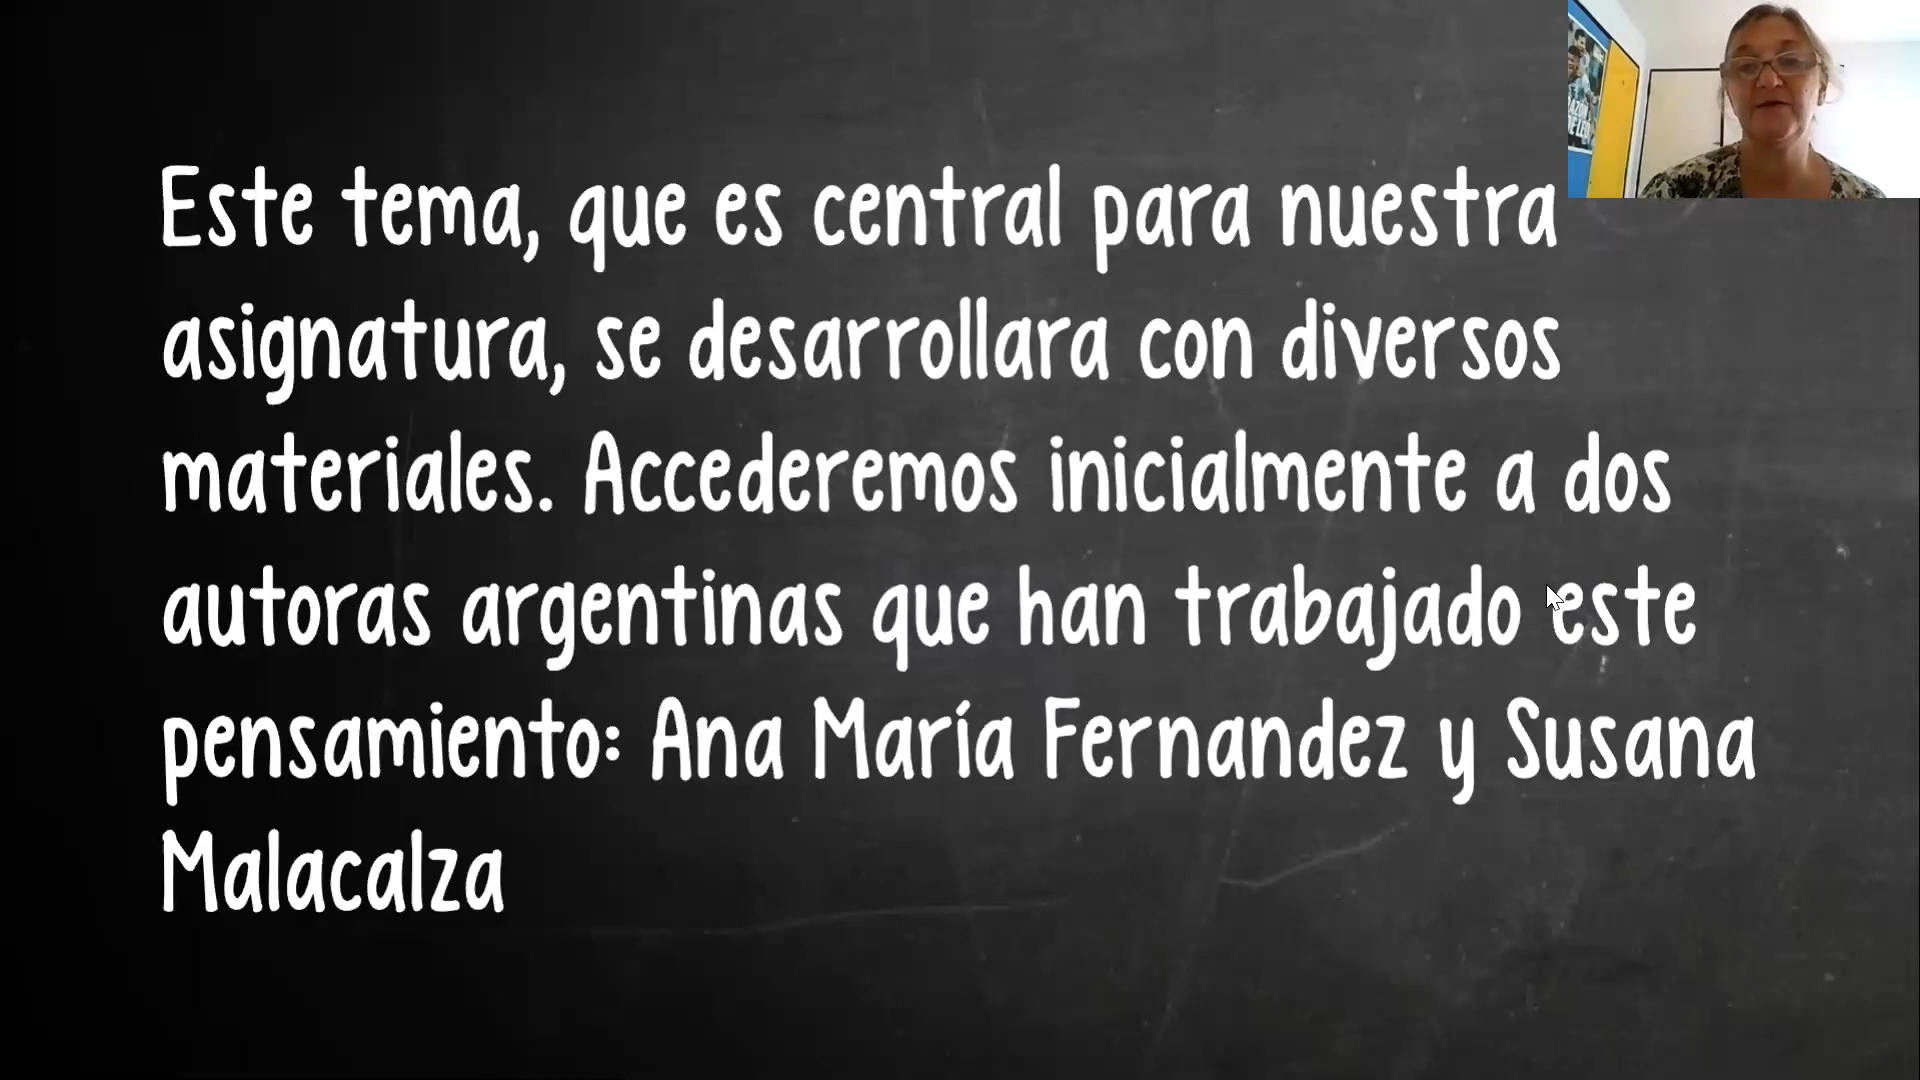 Este tema, que es central para nuestra
asignatura, se desarrollara con diversos
materiales. Accederemos inicialmente a dos
autoras argentinas que han trabajado este
pensamiento: Ana María Fernandez y Susana
Malacalza